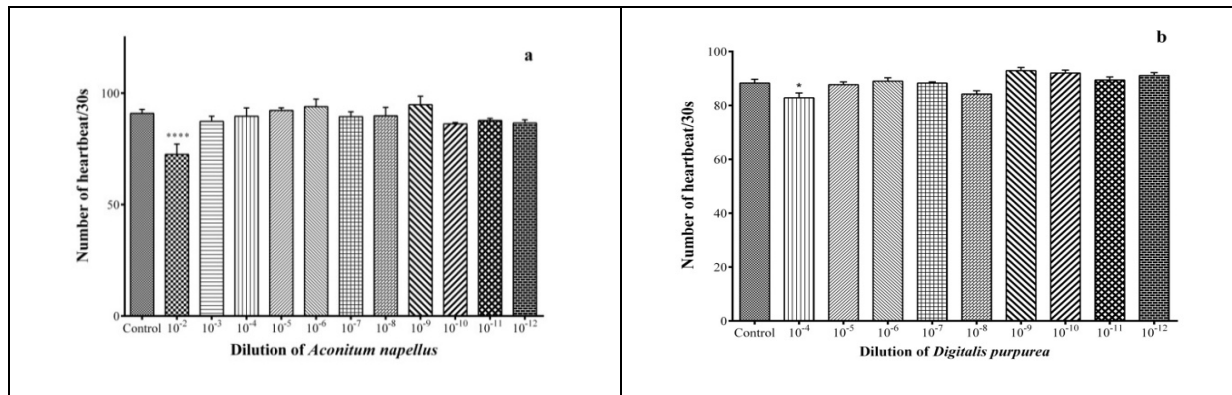 a
Number of heartbeat/30s
100
50
0
****
Control 10-2 10-3 10-4 10-5 10-6 10-7 10-8 10-9 10-10 10-11 10-12
Dilution of Aconitum napellus
b
Number of heartbeat/30s
100
80
60
40
20
0
*
Control 10-4 10-5 10-6 10-7 10-8 10-9 10-10 10-11 10-12
Dilution of Digitalis purpurea